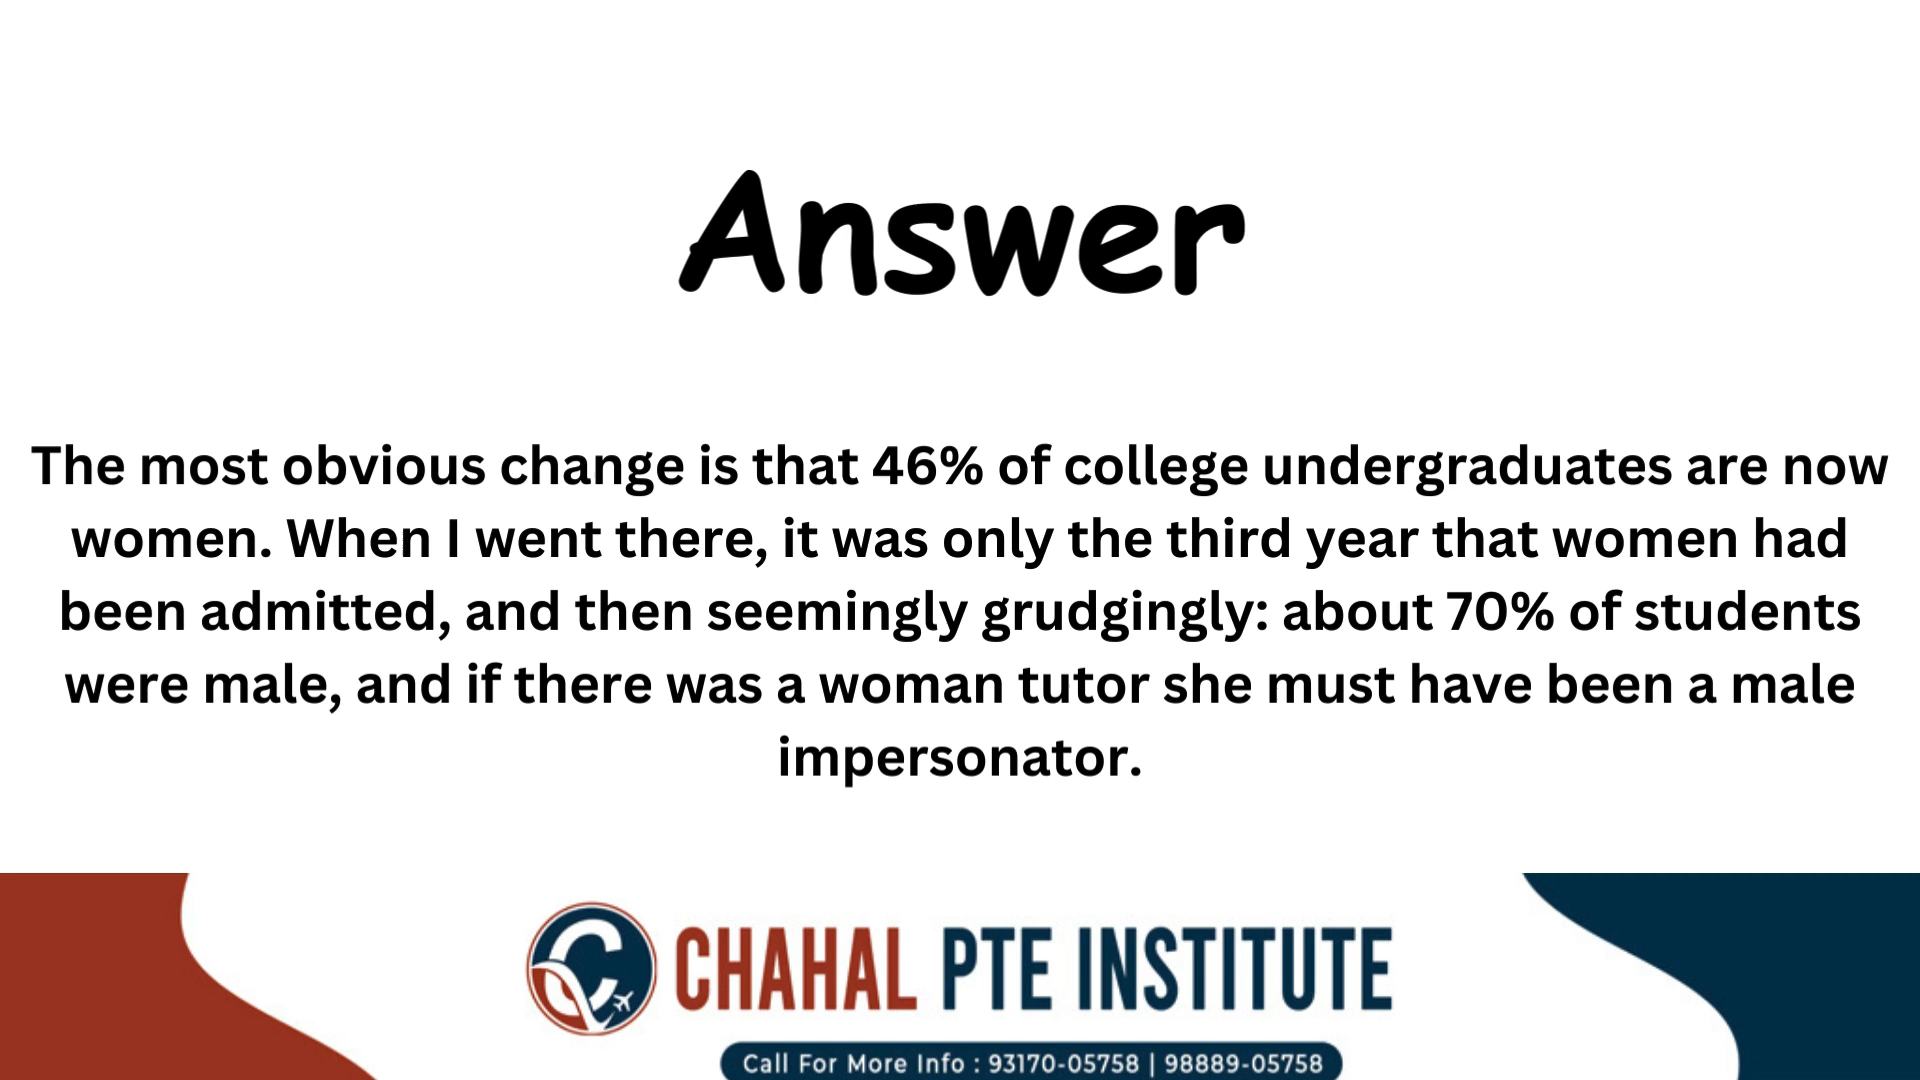 Answer
The most obvious change is that 46% of college undergraduates are now
women. When I went there, it was only the third year that women had
been admitted, and then seemingly grudgingly: about 70% of students
were male, and if there was a woman tutor she must have been a male
impersonator.
CHAHAL PTE INSTITUTE
Call For More Info : 93170-05758 | 98889-05758